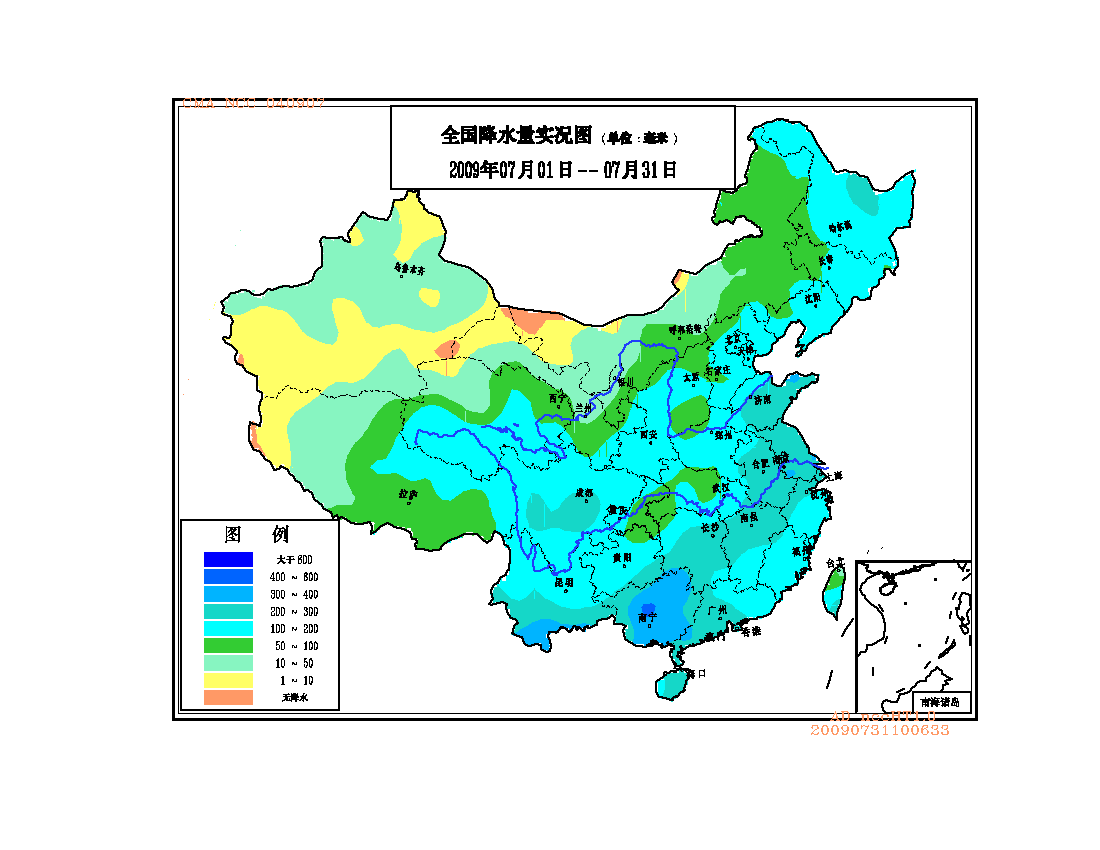 CMA NCC 040907
全国降水量实况图 (单位:毫米)
2009年07月01日--07月31日
哈尔滨
长春
乌鲁木齐
沈阳
呼和浩特
北京
天津
银川
太原
石家庄
西宁
兰州
济南
西安
郑州
合肥
南京
上海
拉萨
成都
武汉
杭州
重庆
长沙
南昌
贵阳
福州
台北
昆明
南宁
广州
澳门
香港
海口
图 例
大于 600
400 ~ 600
300 ~ 400
200 ~ 300
100 ~ 200
50 ~ 100
10 ~ 50
1 ~ 10
无降水
南海诸岛
20090731100633